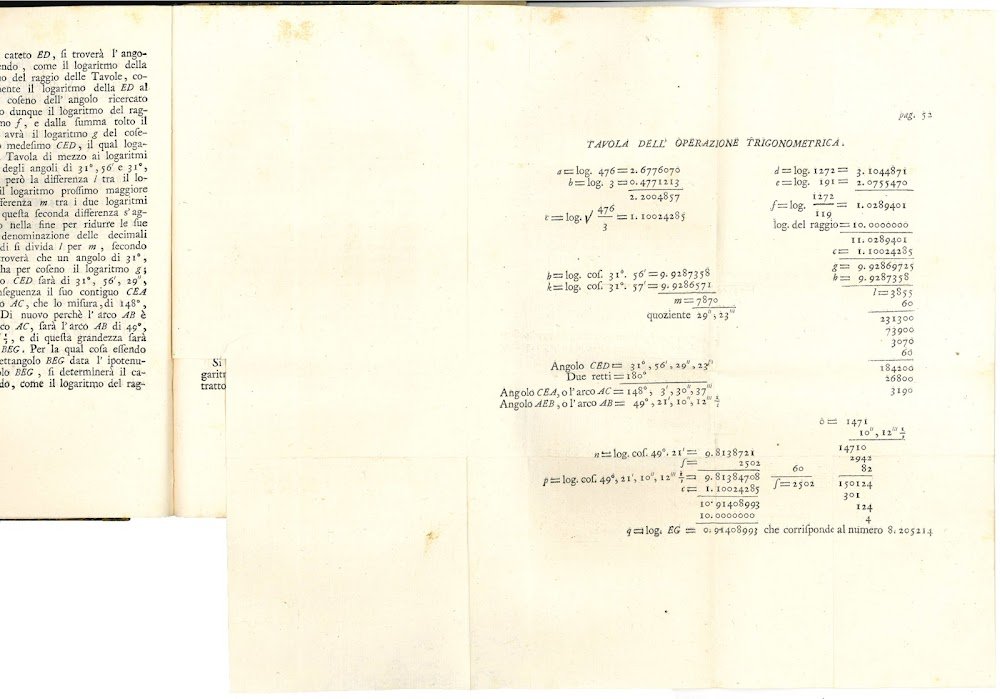 cateto ED, ſi troverà l' ango-
endo, come il logaritmo della
o del raggio delle Tavole, co-
mente il logaritmo della ED al
coſeno dell' angolo ricercato
o dunque il logaritmo del rag-
mo f, e dalla ſumma tolto il
avrà il logaritmo g del coſe-
medeſimo CED, il qual loga-
Tavola di mezzo ai logaritmi
degli angoli di 31°, 56' e 31°,
però la differenza l tra il lo-
il logaritmo proſſimo maggiore
fferenza m tra i due logaritmi
queſta ſeconda differenza s'ag-
o nella fine per ridurre le ſue
denominazione delle decimali
di ſi divida l per m, ſecondo
troverà che un angolo di 31°,
ha per coſeno il logaritmo g;
o CED ſarà di 31°, 56', 29'',
nſeguenza il ſuo contiguo CEA
o AC, che lo miſura, di 148°,
Di nuovo perchè l' arco AB è
co AC, ſarà l'arco AB di 49°,
, e di queſta grandezza ſarà
BEG. Per la qual coſa eſſendo
ettangolo BEG data l' ipotenu-
olo BEG, ſi determinerà il ca-
do, come il logaritmo del rag-
Si
garitm
tratto
pag. 52
TAVOLA DELL' OPERAZIONE TRIGONOMETRICA.
a = log. 476 = 2. 6776070
b = log. 3 = 0.4771213
2. 2004857
c = log. √ 476/3 = 1. 10024285
h = log. coſ. 31°. 56' = 9.9287358
k = log. coſ. 31°. 57' = 9.9286571
m = 7870
quoziente 29'', 23'''
d = log. 1272 = 3.1044871
e = log. 191 = 2.0755470
f = log. 1272/119 = 1.0289401
log. del raggio = 10.0000000
11.0289401
c = 1.10024285
g = 9.92869725
h = 9.9287358
l = 3855
60
231300
73900
3070
60
184200
26800
3190
Angolo CED = 31°, 56', 29'', 23'''
Due retti = 180°
Angolo CEA, o l' arco AC = 148°, 3', 30'', 37'''
Angolo AEB, o l' arco AB = 49°, 21', 10'', 12''' ⅓
n = log. coſ. 49°. 21' = 9.8138721
ſ = 2502
p = log. coſ. 49°, 21', 10'', 12''' ⅓ = 9.81384708
c = 1.10024285
10.91408993
10.0000000
q = log. EG = 0.91408993 che corriſponde al numero 8.205214
60
ſ = 2502
o = 1471
10'', 12''' ⅓
14710
2942
82
150124
301
124
4